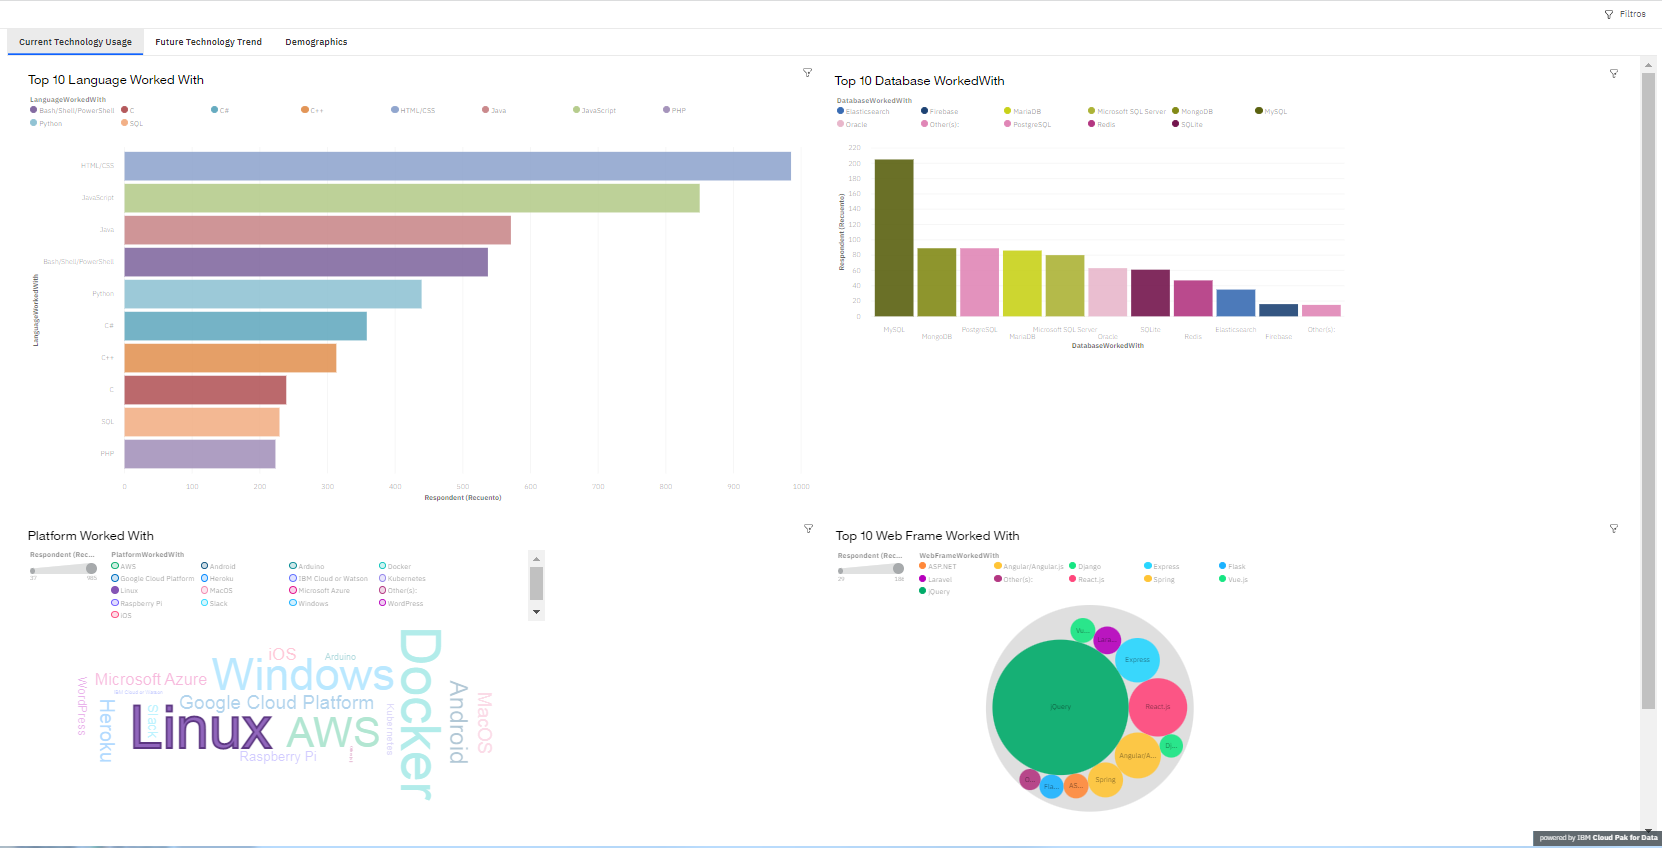 Filtros
Current Technology Usage Future Technology Trend Demographics
Top 10 Language Worked With
LanguageWorkedWith
Bash/Shell/PowerShell C C# C++ HTML/CSS Java JavaScript PHP
Python SQL
HTML/CSS
JavaScript
Java
Bash/Shell/PowerShell
Python
C#
C++
C
SQL
PHP
LanguageWorkedWith
0 100 200 300 400 500 600 700 800 900 1000
Respondent (Recuento)
Top 10 Database WorkedWith
DatabaseWorkedWith
Elasticsearch Firebase MariaDB Microsoft SQL Server MongoDB MySQL
Oracle Other(s): PostgreSQL Redis SQLite
220
200
180
160
140
120
100
80
60
40
20
0
Respondent (Recuento)
MySQL PostgreSQL Microsoft SQL Server SQLite Elasticsearch Other(s):
MongoDB MariaDB Oracle Redis Firebase
DatabaseWorkedWith
Platform Worked With
Respondent (Rec... PlatformWorkedWith
37 985
AWS Android Arduino Docker
Google Cloud Platform Heroku IBM Cloud or Watson Kubernetes
Linux MacOS Microsoft Azure Other(s):
Raspberry Pi Slack Windows WordPress
iOS
iOS
Arduino
Windows
Docker
Microsoft Azure
IBM Cloud or Watson
WordPress
Heroku
Slack
Google Cloud Platform
Linux
AWS
Kubernetes
Android
MacOS
Raspberry Pi
Top 10 Web Frame Worked With
Respondent (Rec... WebFrameWorkedWith
29
ASP.NET Angular/Angular.js Django Express Flask
Laravel Other(s): React.js Spring Vue.js
jQuery
Vu...
Lara...
Express
jQuery
React.js
Dj...
Angular/A...
Spring
AS...
Fla...
O...
powered by IBM Cloud Pak for Data